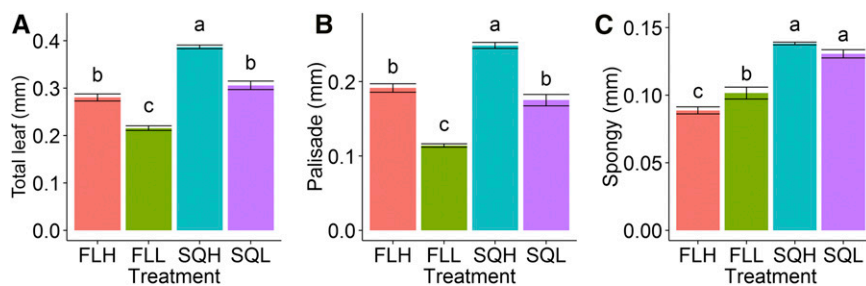 A
Total leaf (mm)
0.4
0.3
0.2
0.1
0.0
b
c
a
b
FLH FLL SQH SQL
Treatment
B
Palisade (mm)
0.2
0.1
0.0
b
c
a
b
FLH FLL SQH SQL
Treatment
C
Spongy (mm)
0.15
0.10
0.05
0.00
c
b
a
a
FLH FLL SQH SQL
Treatment